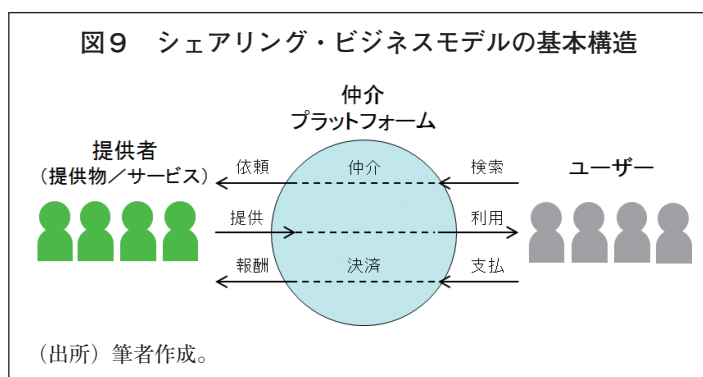 図9 シェアリング・ビジネスモデルの基本構造
仲介
プラットフォーム
提供者
(提供物/サービス)
ユーザー
依頼 仲介 検索
提供 利用
報酬 決済 支払
(出所)筆者作成。